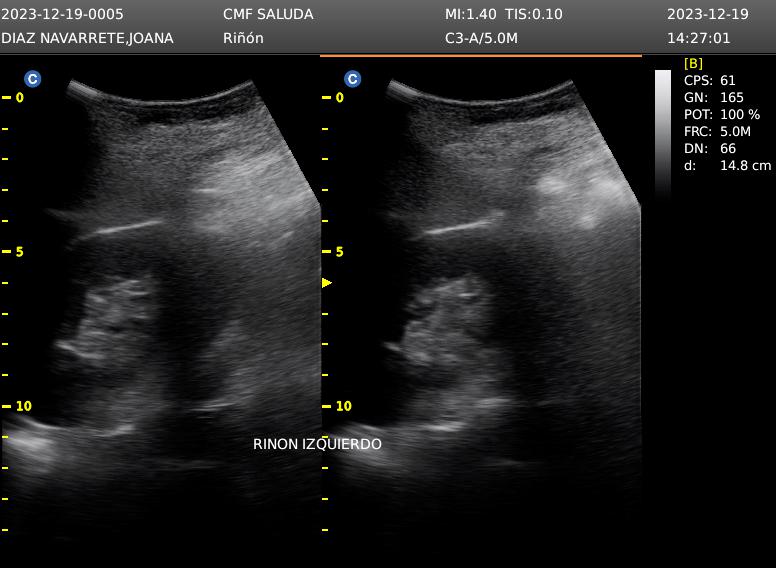 2023-12-19-0005 CMF SALUDA MI:1.40 TIS:0.10 2023-12-19
DIAZ NAVARRETE,JOANA Riñón C3-A/5.0M 14:27:01
C C [B]
0 0 CPS: 61
GN: 165
POT: 100 %
FRC: 5.0M
DN: 66
d: 14.8 cm
5 5
10 10
RINON IZQUIERDO